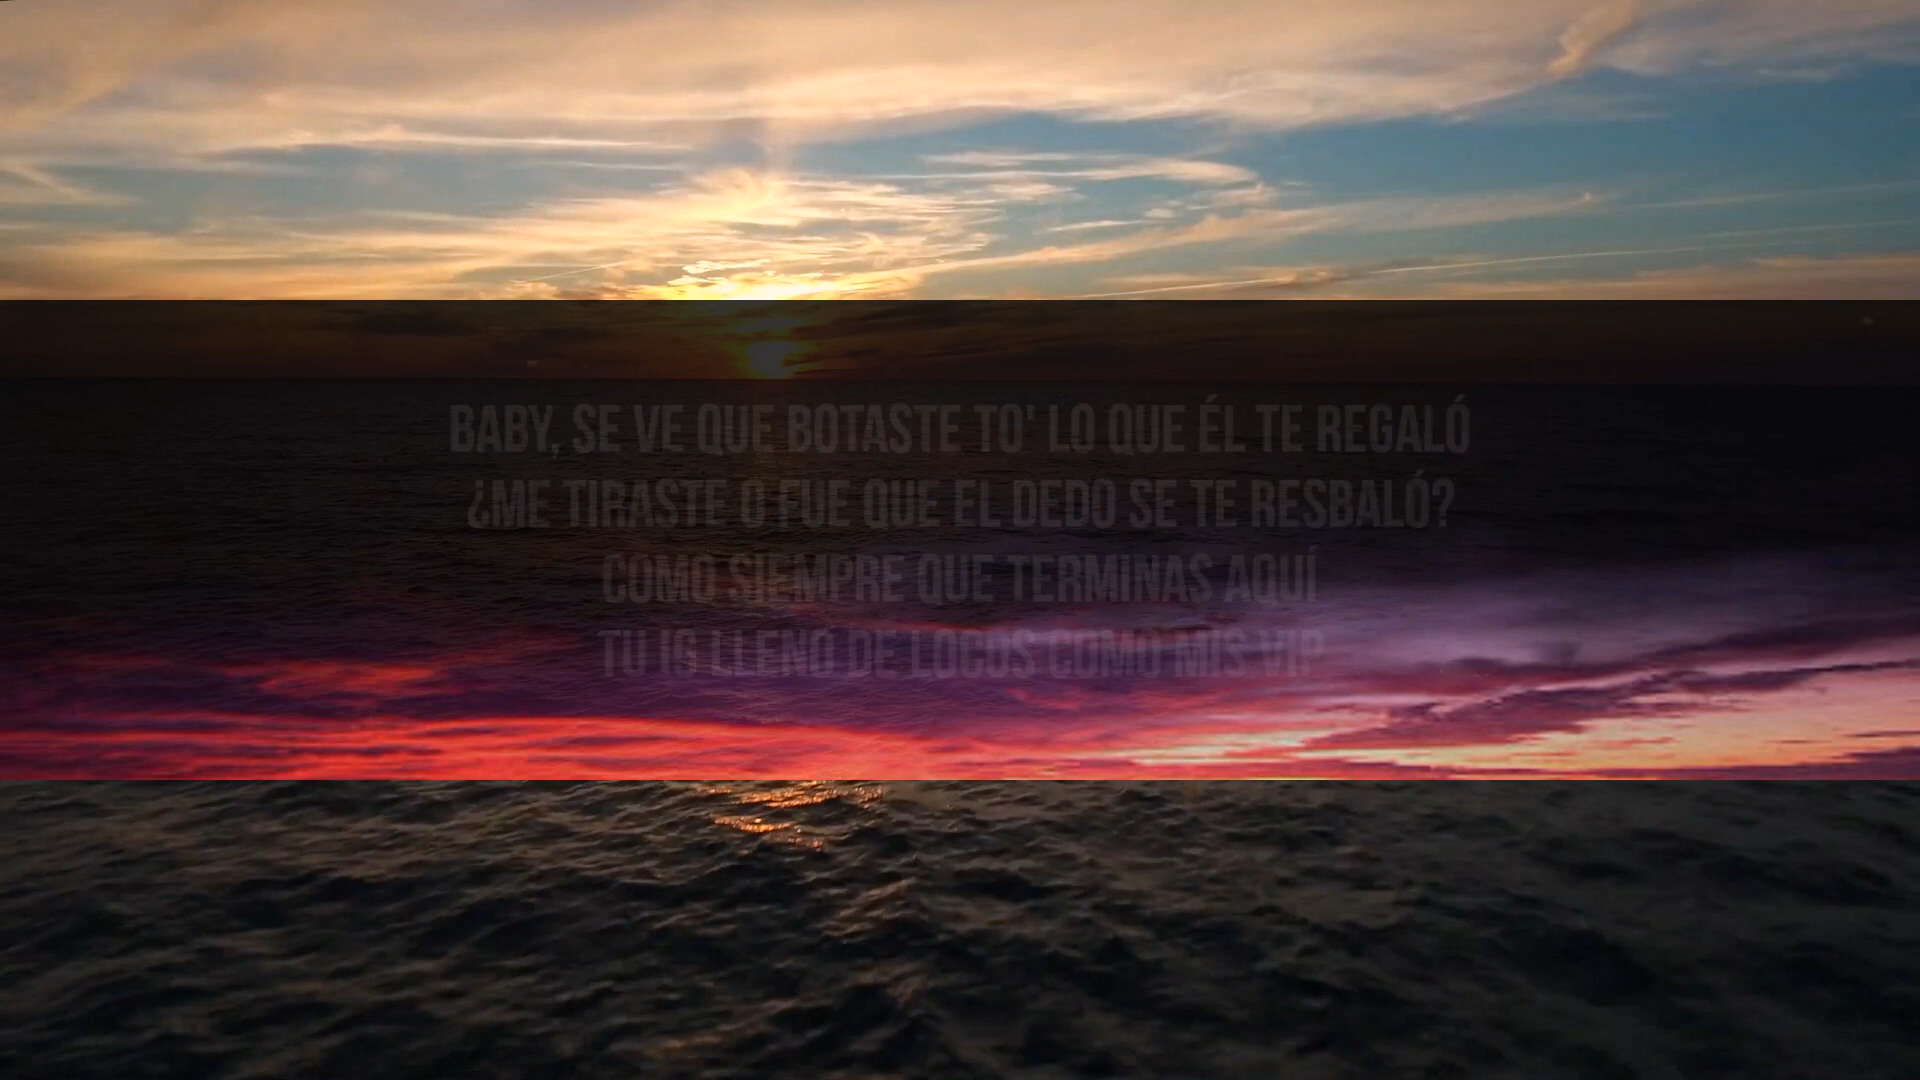 BABY, SE VE QUE BOTASTE TO' LO QUE ÉL TE REGALÓ
¿ME TIRASTE O FUE QUE EL DEDO SE TE RESBALÓ?
COMO SIEMPRE QUE TERMINAS AQUÍ
TU IG LLENO DE LOCOS COMO MIS VIP